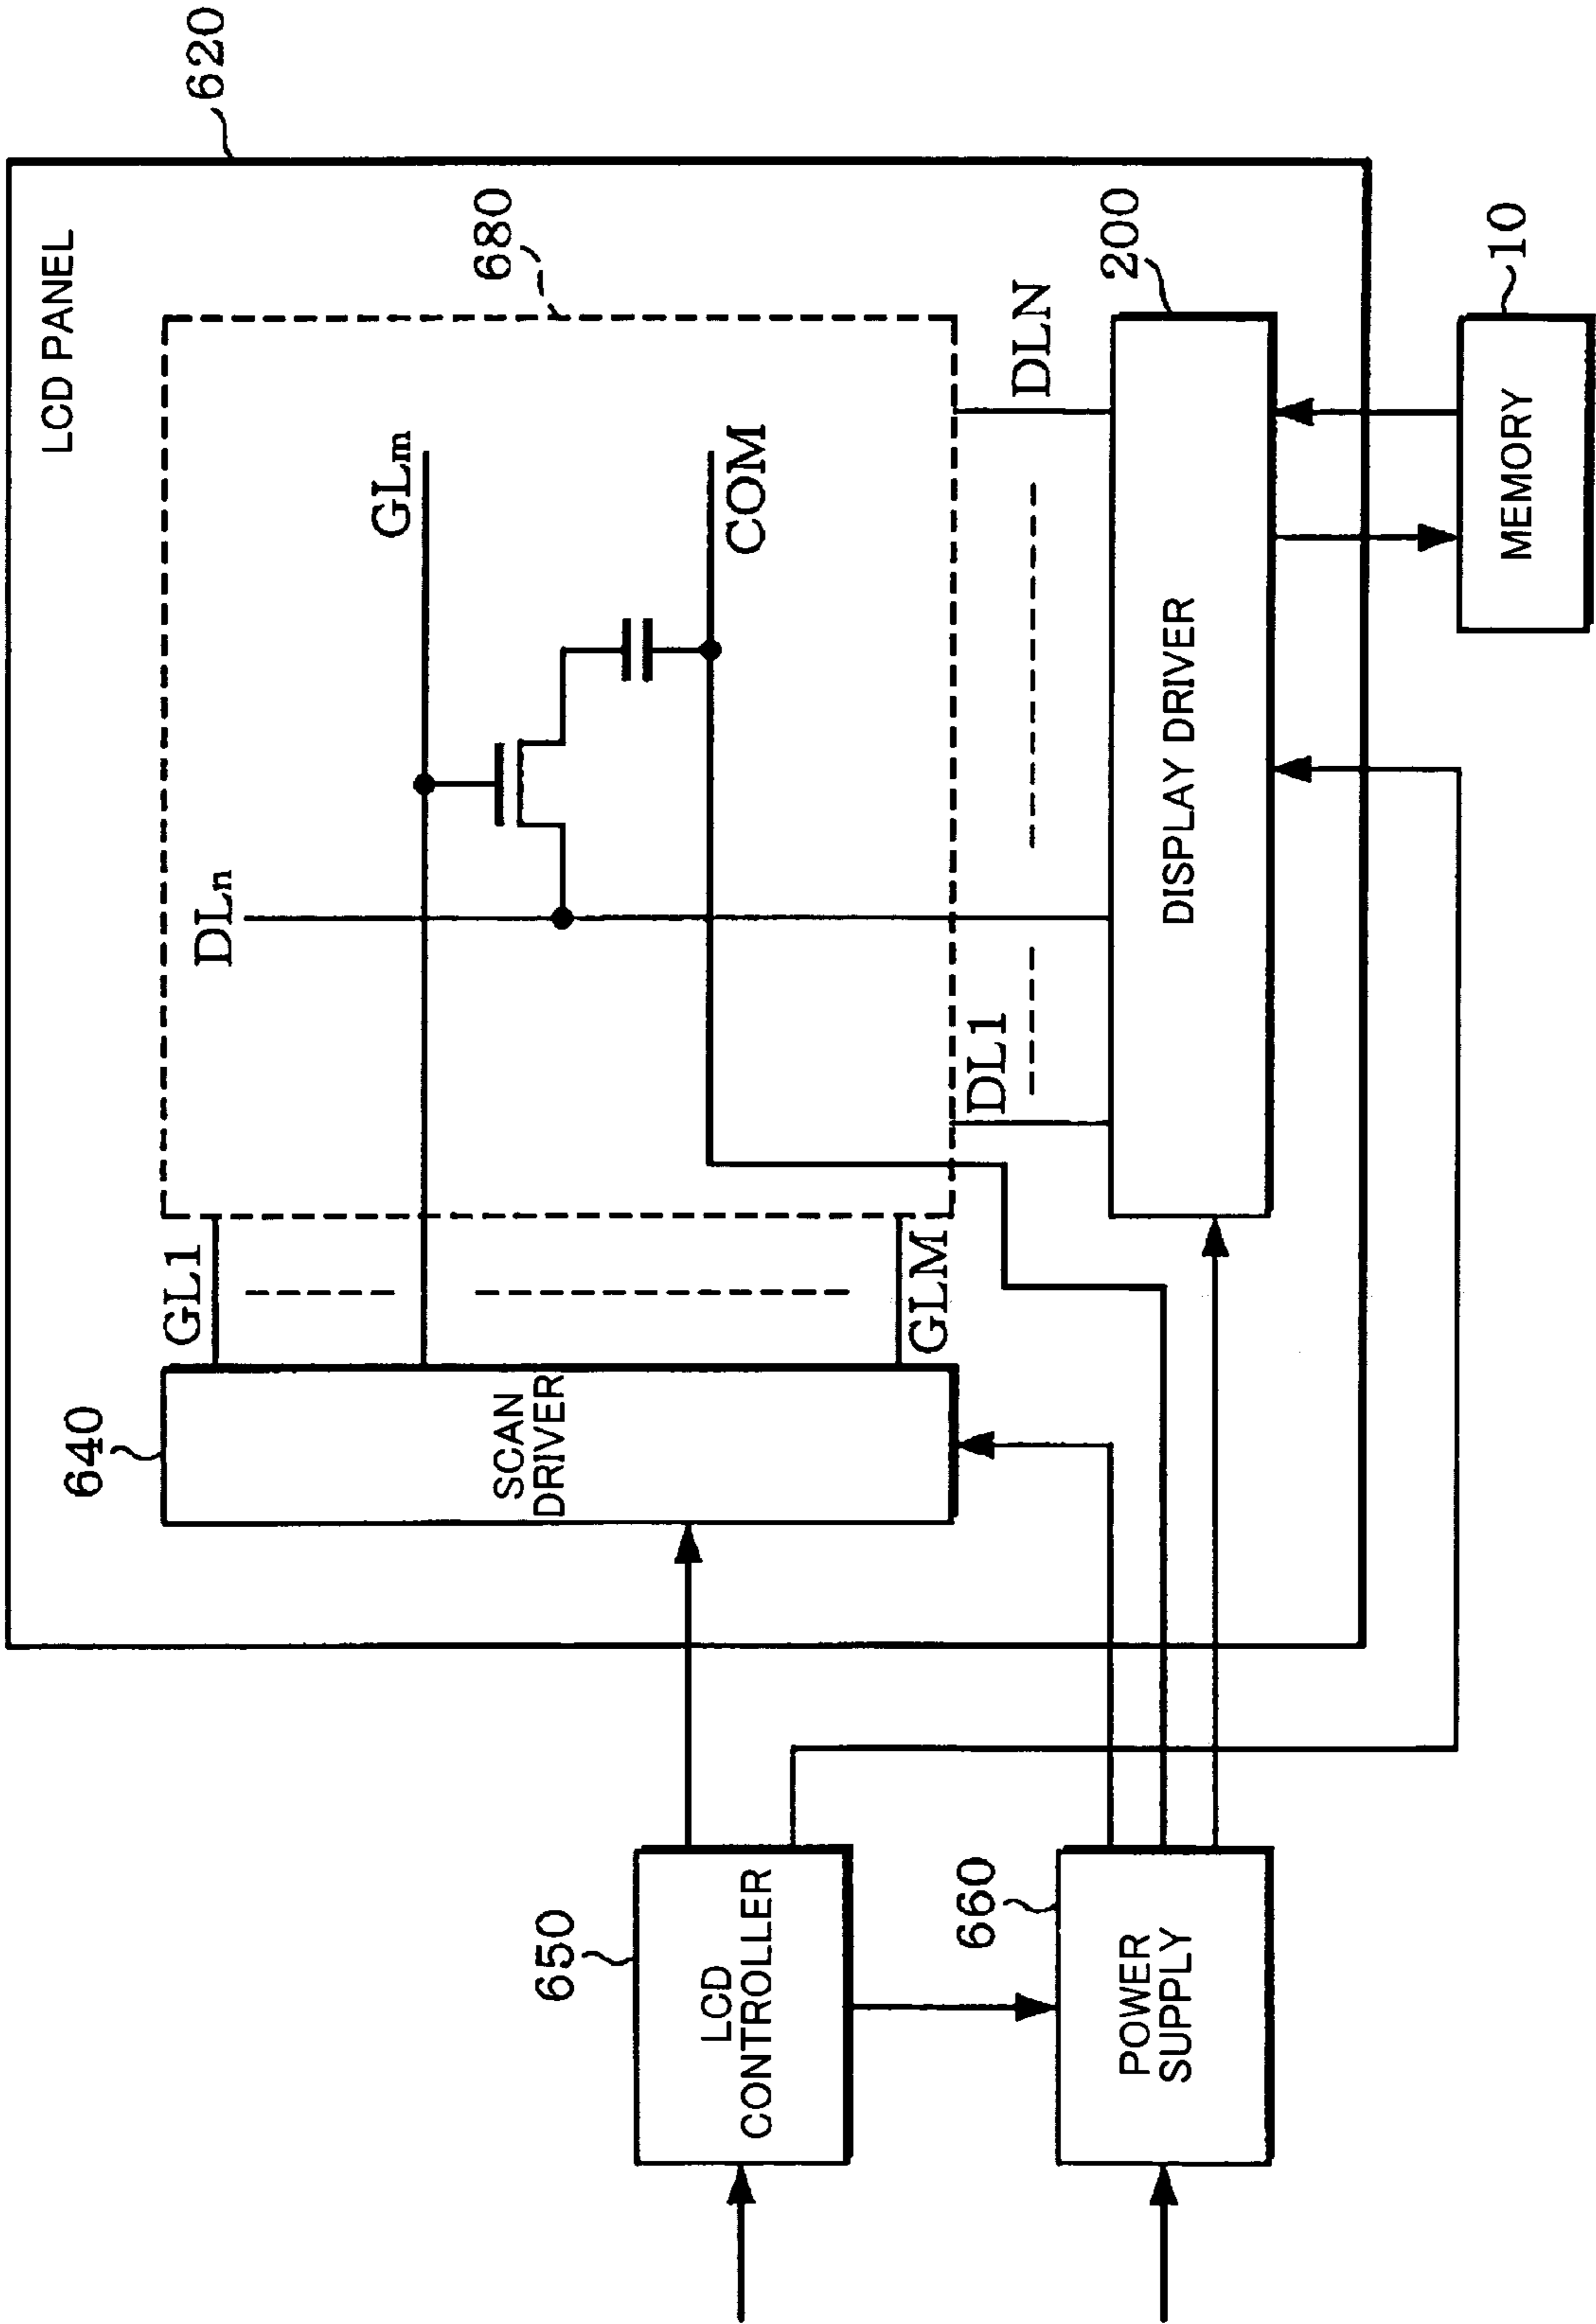 620
LCD PANEL
680
GLm
COM
DLn
DL1
DLN
GL1
GLM
640
SCAN
DRIVER
200
DISPLAY DRIVER
10
MEMORY
650
LCD
CONTROLLER
660
POWER
SUPPLY